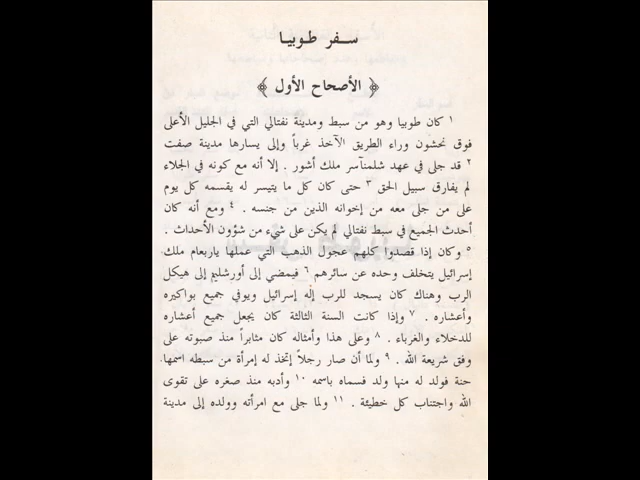 سفر طوبيا
﴿ الأصحاح الأول ﴾
١ كان طوبيا وهو من سبط ومدينة نفتالي التي في الجليل الأعلى
فوق نحشون وراء الطريق الآخذ غرباً وإلى يسارها مدينة صفت
٢ قد جلى في عهد شلمنآسر ملك أشور . إلا أنه مع كونه في الجلاء
لم يفارق سبيل الحق ٣ حتى كان كل ما يتيسر له يقسمه كل يوم
على من جلى معه من إخوانه الذين من جنسه . ٤ ومع أنه كان
أحدث الجميع في سبط نفتالي لم يكن على شيء من شؤون الأحداث .
٥ وكان إذا قصدوا كلهم عجول الذهب التي عملها ياربعام ملك
إسرائيل يتخلف وحده عن سائرهم ٦ فيمضي إلى أورشليم إلى هيكل
الرب وهناك كان يسجد للرب إله إسرائيل ويوفي جميع بواكيره
وأعشاره . ٧ وإذا كانت السنة الثالثة كان يجعل جميع أعشاره
للدخلاء والغرباء . ٨ وعلى هذا وأمثاله كان مثابراً منذ صبوته على
وفق شريعة الله . ٩ ولما أن صار رجلاً إتخذ له إمرأة من سبطه اسمها
حنة فولد له منها ولد فسماه باسمه ١٠ وأدبه منذ صغره على تقوى
الله واجتناب كل خطيئة . ١١ ولما جلى مع امرأته وولده إلى مدينة